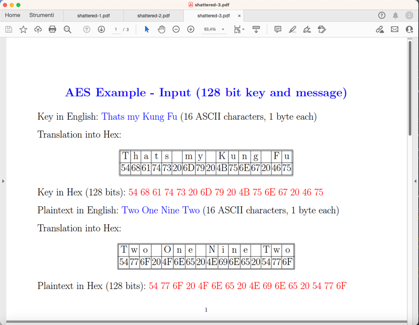 shattered-3.pdf
Home Strumenti shattered-1.pdf shattered-2.pdf shattered-3.pdf ×
1 / 3
AES Example - Input (128 bit key and message)
Key in English: Thats my Kung Fu (16 ASCII characters, 1 byte each)
Translation into Hex:
T h a t s m y K u n g F u
54 68 61 74 73 20 6D 79 20 4B 75 6E 67 20 46 75
Key in Hex (128 bits): 54 68 61 74 73 20 6D 79 20 4B 75 6E 67 20 46 75
Plaintext in English: Two One Nine Two (16 ASCII characters, 1 byte each)
Translation into Hex:
T w o O n e N i n e T w o
54 77 6F 20 4F 6E 65 20 4E 69 6E 65 20 54 77 6F
Plaintext in Hex (128 bits): 54 77 6F 20 4F 6E 65 20 4E 69 6E 65 20 54 77 6F
1